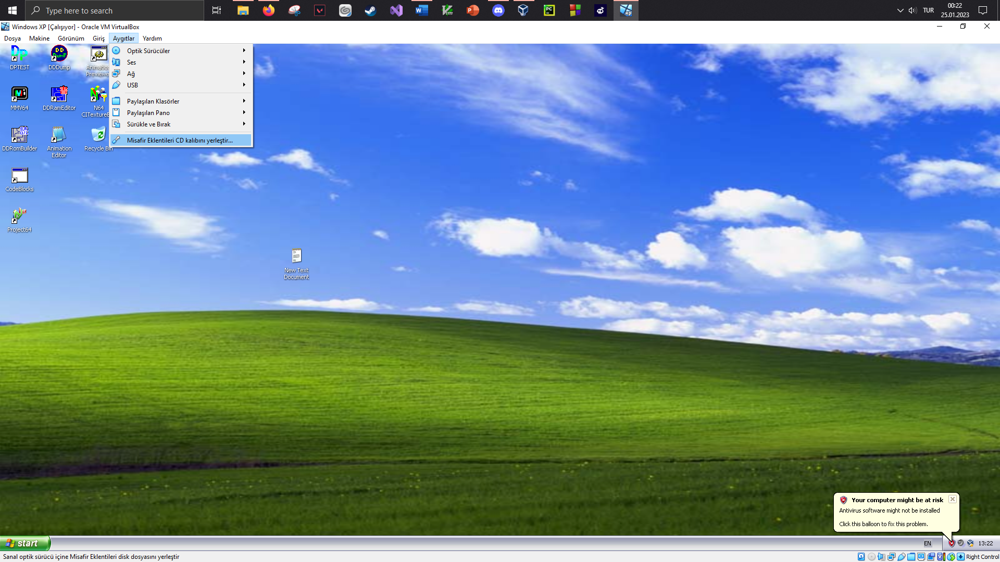 Type here to search
TUR
00:22
25.01.2023
Windows XP [Çalışıyor] - Oracle VM VirtualBox
Dosya Makine Görünüm Giriş Aygıtlar Yardım
Optik Sürücüler
Ses
Ağ
USB
Paylaşılan Klasörler
Paylaşılan Pano
Sürükle ve Bırak
Misafir Eklentileri CD kalıbını yerleştir...
DPTEST
DDDump
Animation
Previewe
MMV64
DDRamEditor
N64
CITextureE
DDRomBuilder
Animation
Editor
Recycle Bin
CodeBlocks
Project64
New Text
Document
Your computer might be at risk
Antivirus software might not be installed
Click this balloon to fix this problem.
start
EN
13:22
Sanal optik sürücü içine Misafir Eklentileri disk dosyasını yerleştir
Right Control